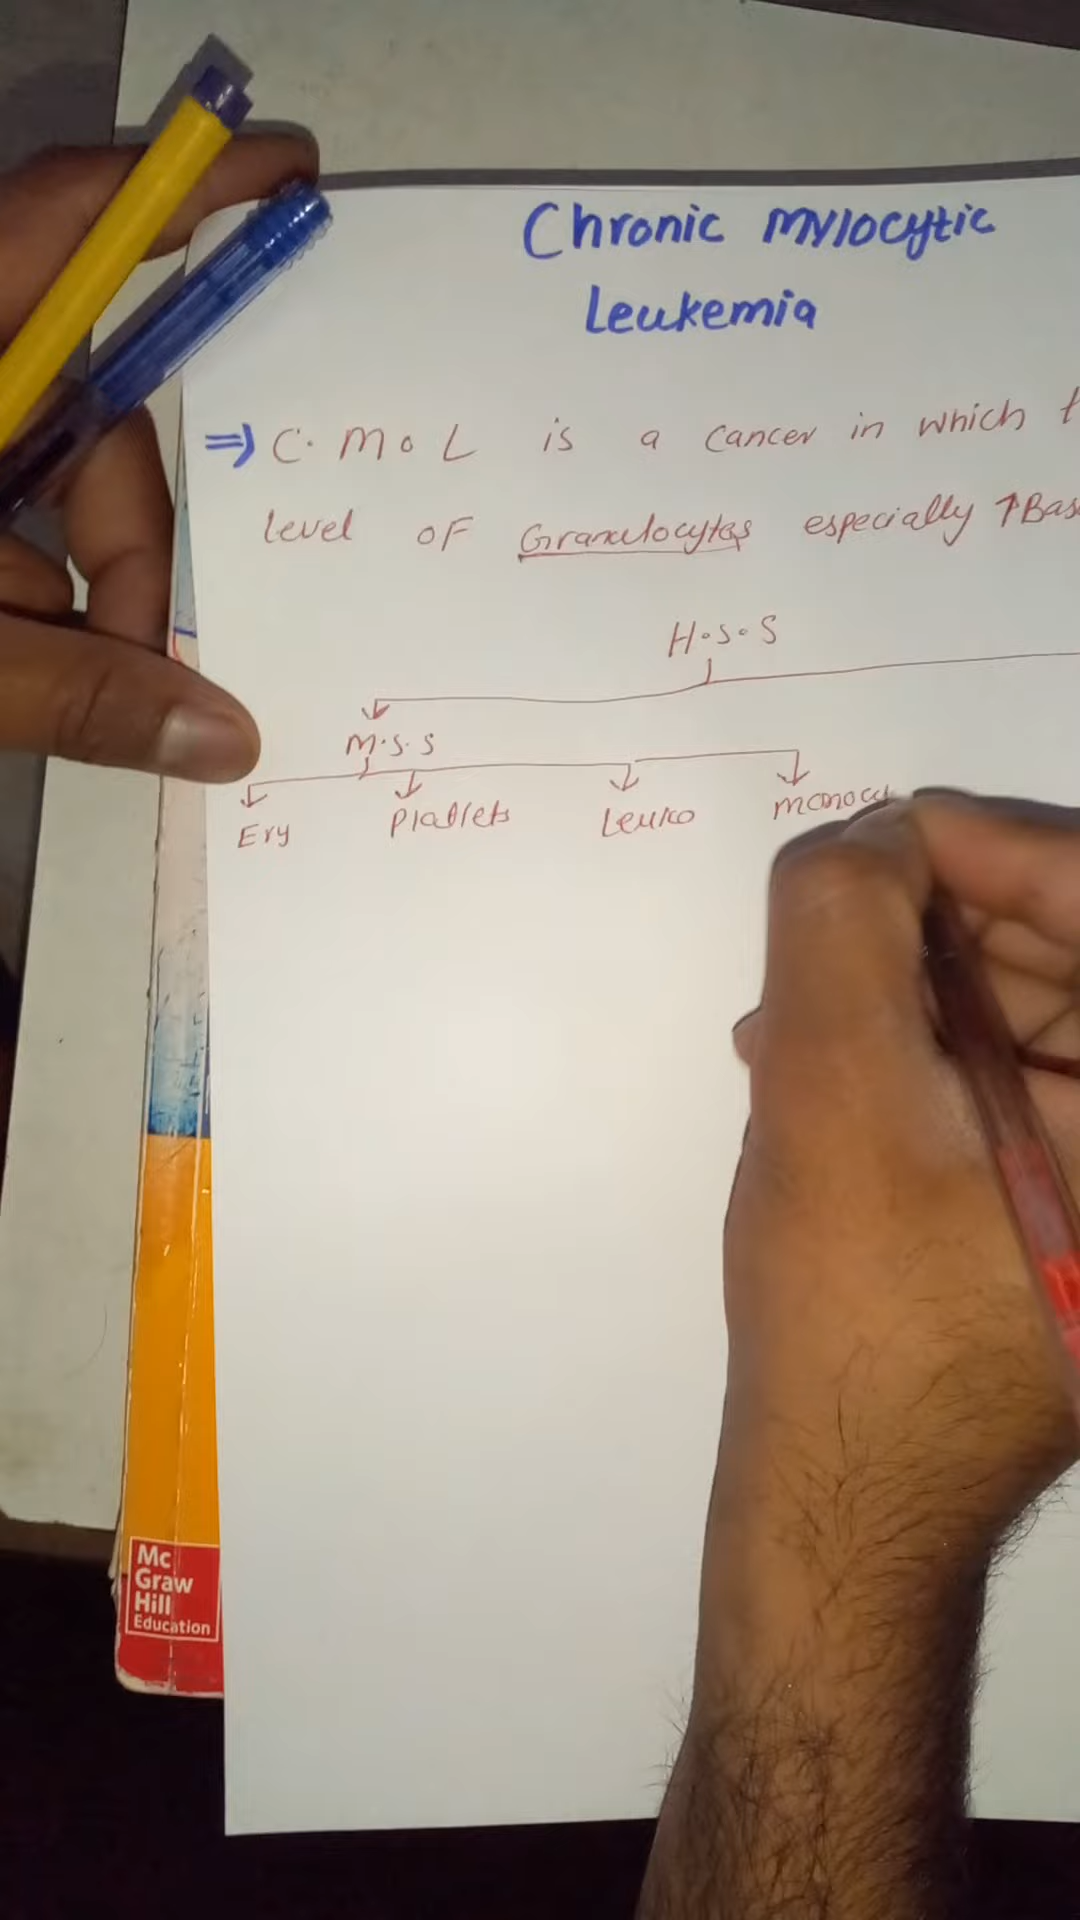 Chronic mylocytic
Leukemia
⇒ C. M. L is a cancer in which
level of Granulocytes especially ↑Bas
H.S.S
M.S.S
Ery Platlets Leuko monocy
Mc
Graw
Hill
Education